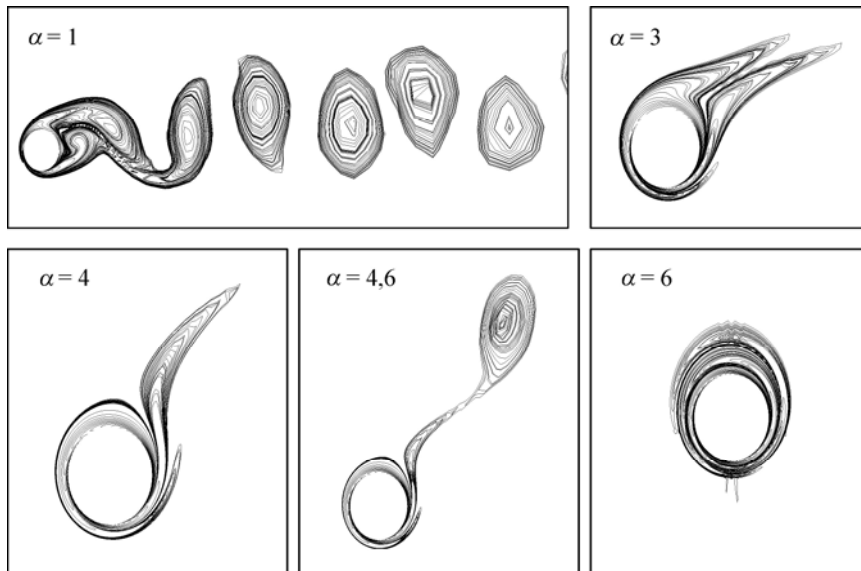 α = 1
α = 3
α = 4
α = 4,6
α = 6